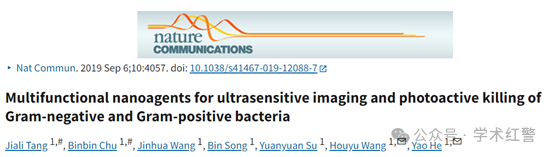 nature
COMMUNICATIONS
Nat Commun. 2019 Sep 6;10:4057. doi: 10.1038/s41467-019-12088-7
Multifunctional nanoagents for ultrasensitive imaging and photoactive killing of
Gram-negative and Gram-positive bacteria
Jiali Tang 1,#, Binbin Chu 1,#, Jinhua Wang 1, Bin Song 1, Yuanyuan Su 1, Houyu Wang 1,✉, Yao He 1,✉
公众号 · 学术红警